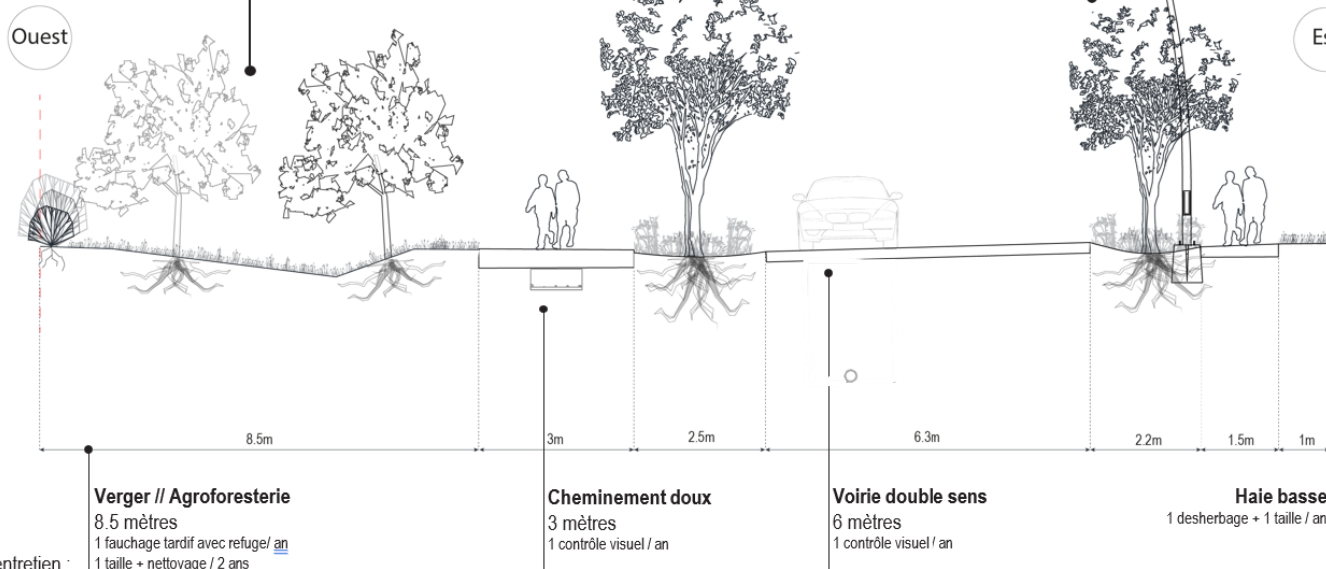 Ouest
8.5m
3m
2.5m
6.3m
2.2m
1.5m
1m
Verger // Agroforesterie
8.5 mètres
1 fauchage tardif avec refuge/ an
1 taille + nettoyage / 2 ans
Cheminement doux
3 mètres
1 contrôle visuel / an
Voirie double sens
6 mètres
1 contrôle visuel / an
Haie basse
1 desherbage + 1 taille / an
entretien :